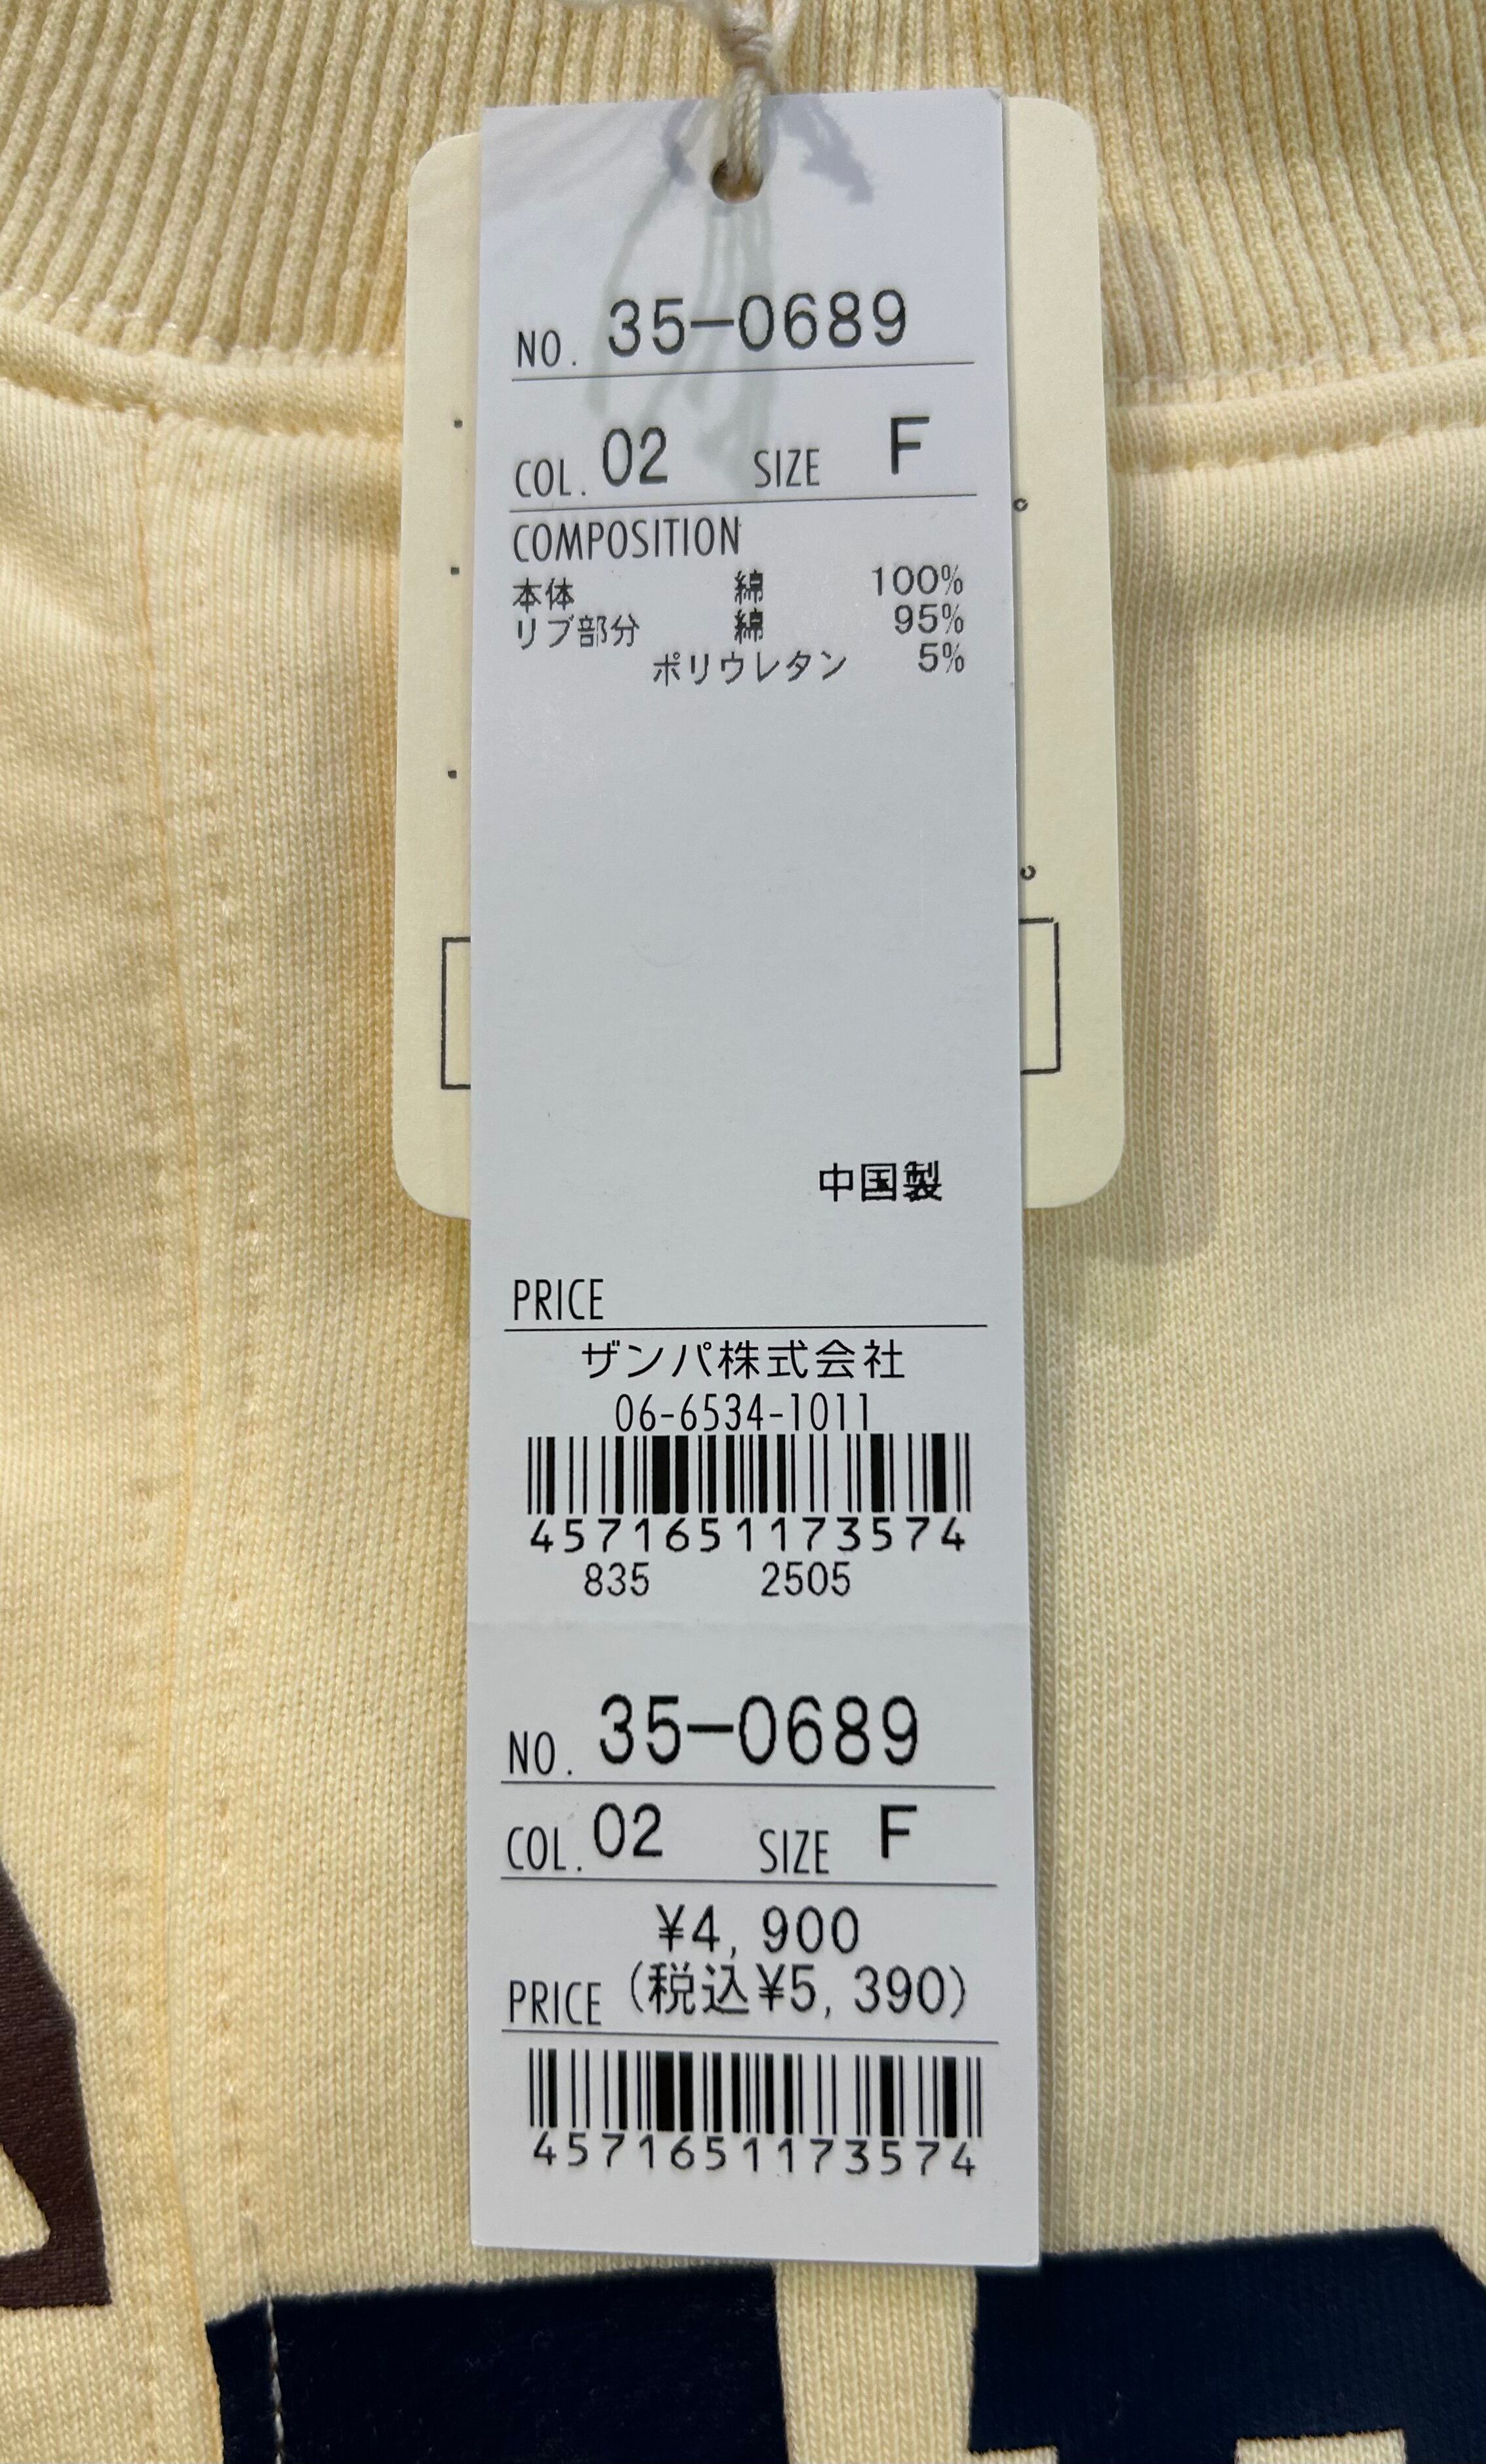 NO. 35-0689
COL. 02 SIZE F
COMPOSITION
本体 綿 100%
リブ部分 綿 95%
ポリウレタン 5%
中国製
PRICE
ザンパ株式会社
06-6534-1011
4571651173574
835 2505
NO. 35-0689
COL. 02 SIZE F
¥4,900
PRICE (税込¥5,390)
4571651173574